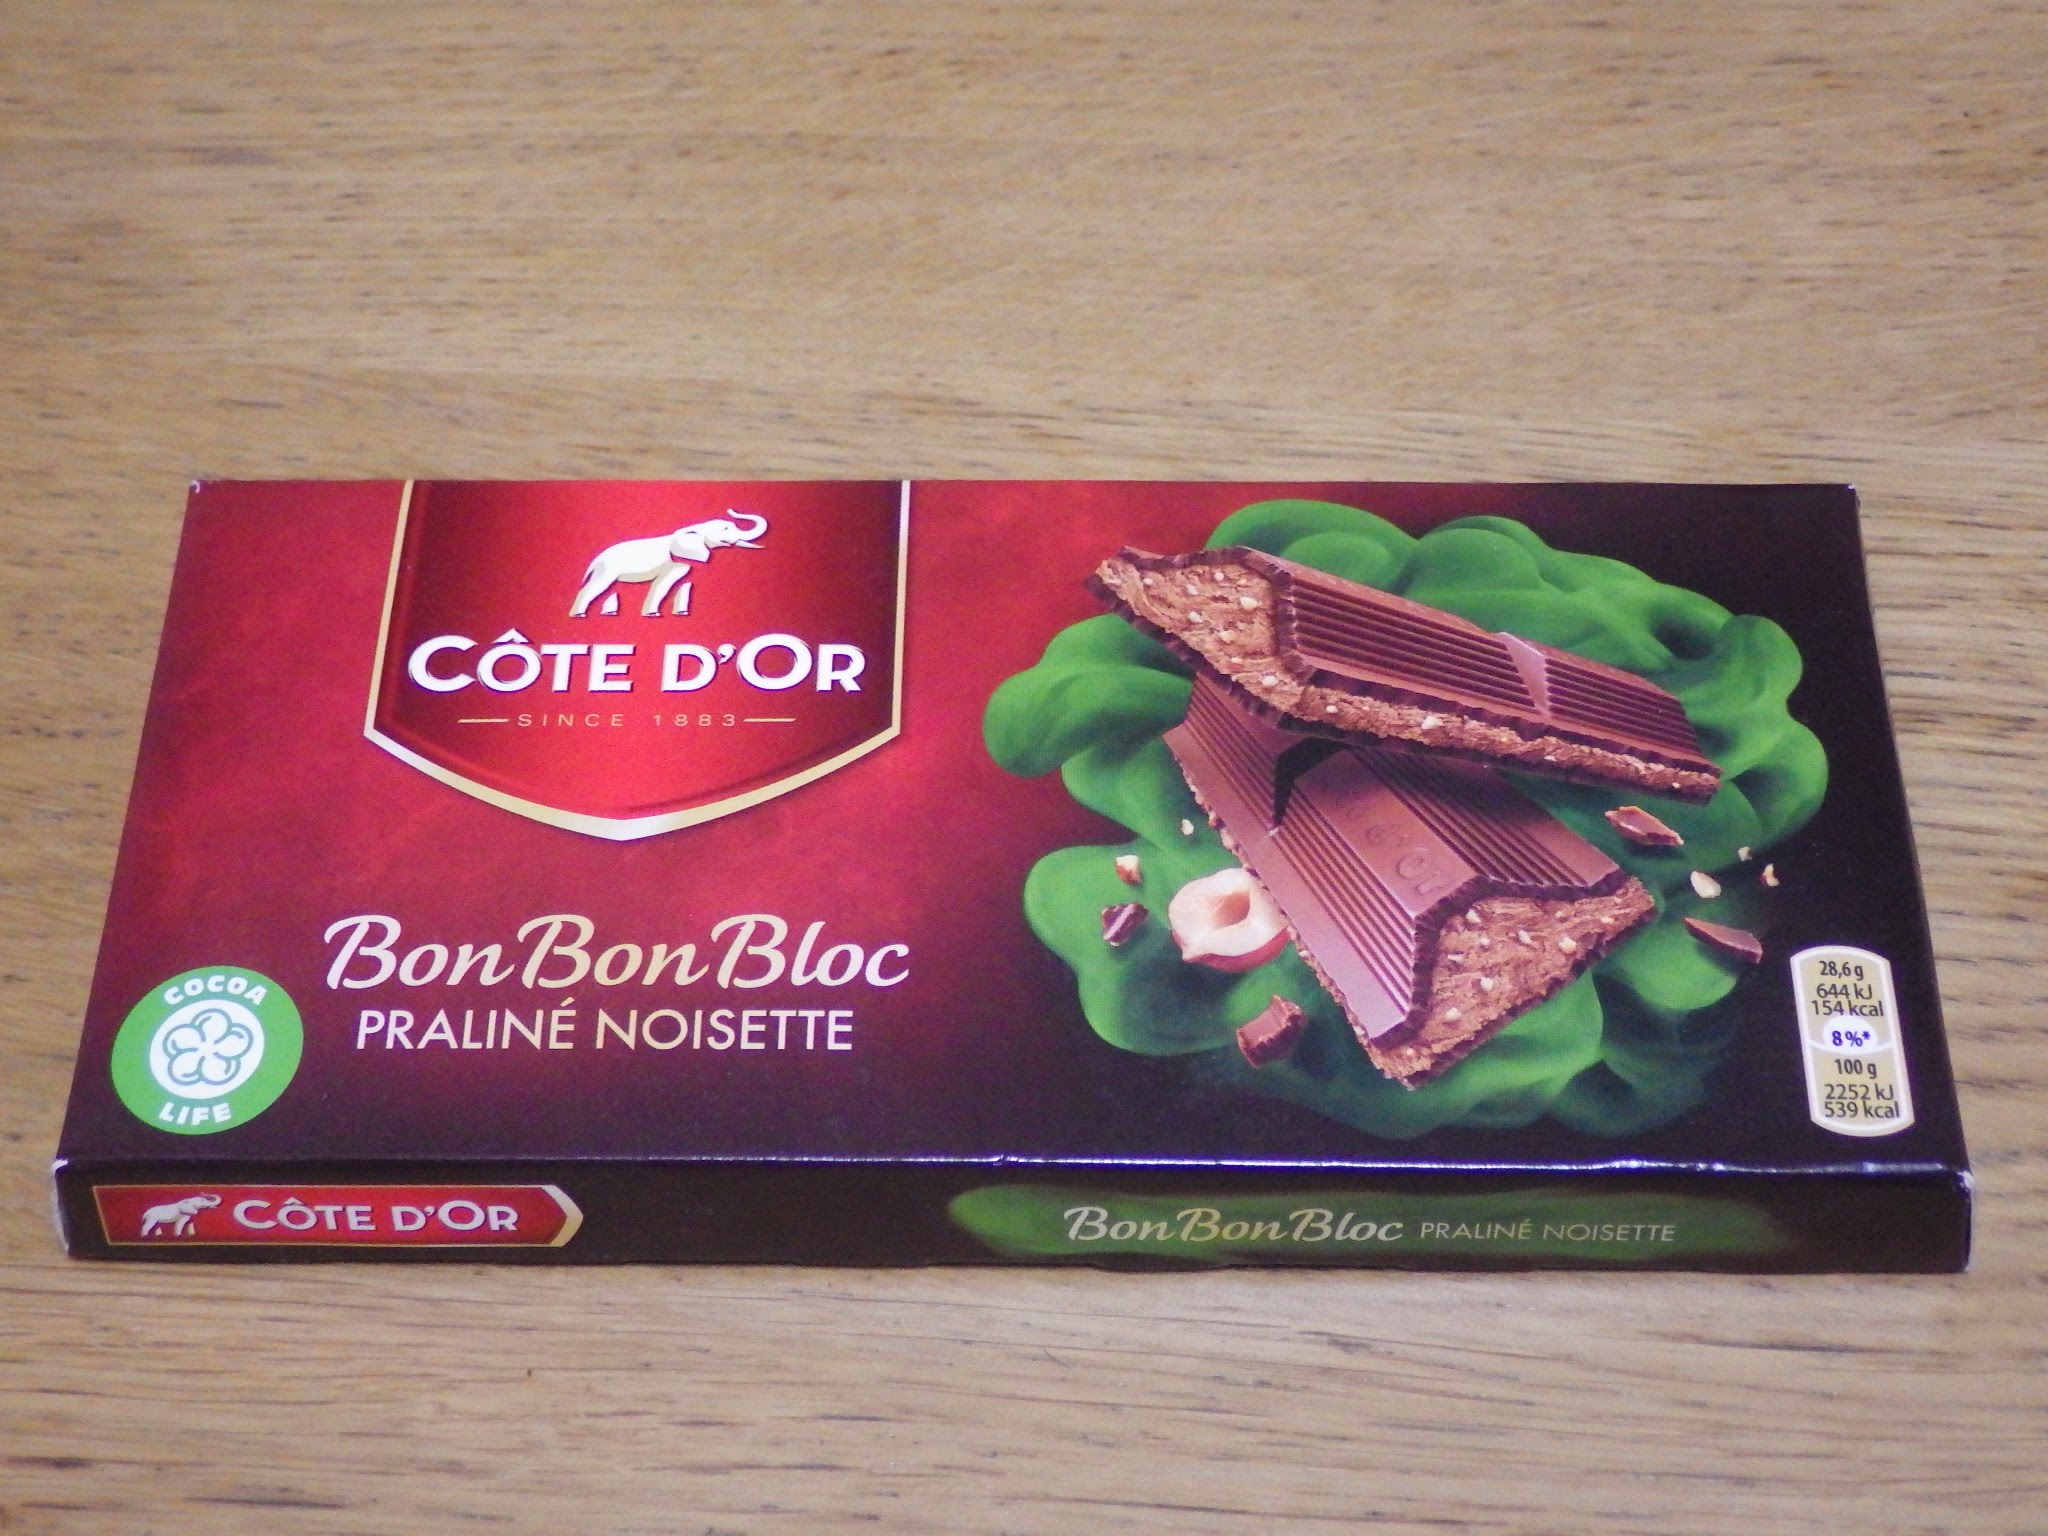 CÔTE D'OR
SINCE 1883
BonBonBloc
PRALINÉ NOISETTE
COCOA
LIFE
28,6 g
644 kJ
154 kcal
8%*
100 g
2252 kJ
539 kcal
CÔTE D'OR
BonBonBloc PRALINÉ NOISETTE